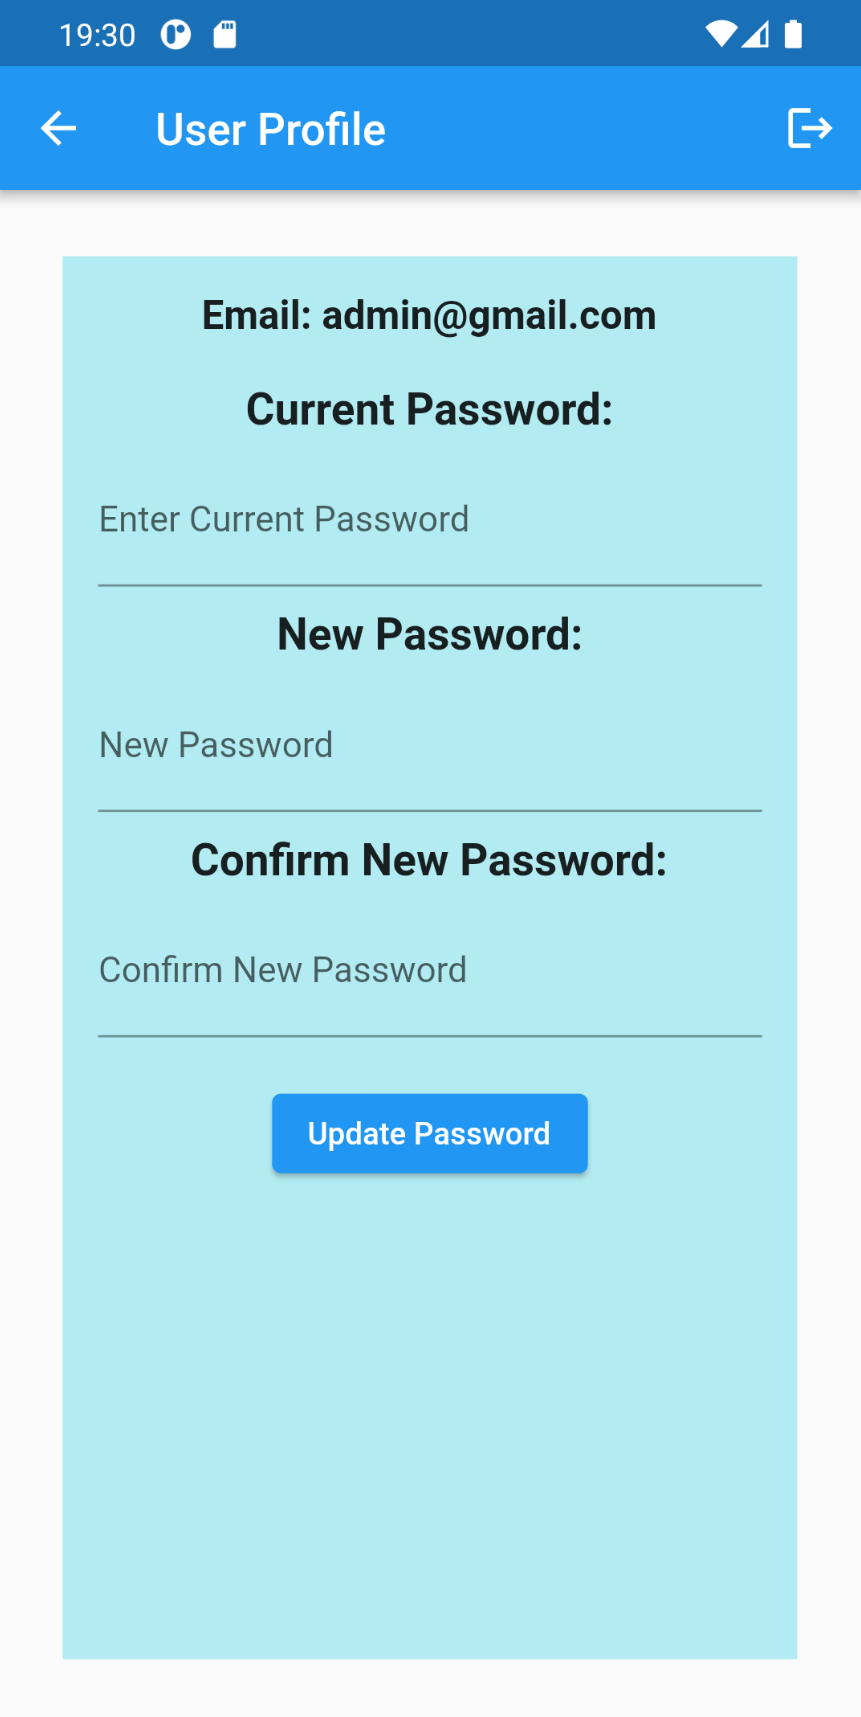 19:30
User Profile
Email: admin@gmail.com
Current Password:
Enter Current Password
New Password:
New Password
Confirm New Password:
Confirm New Password
Update Password